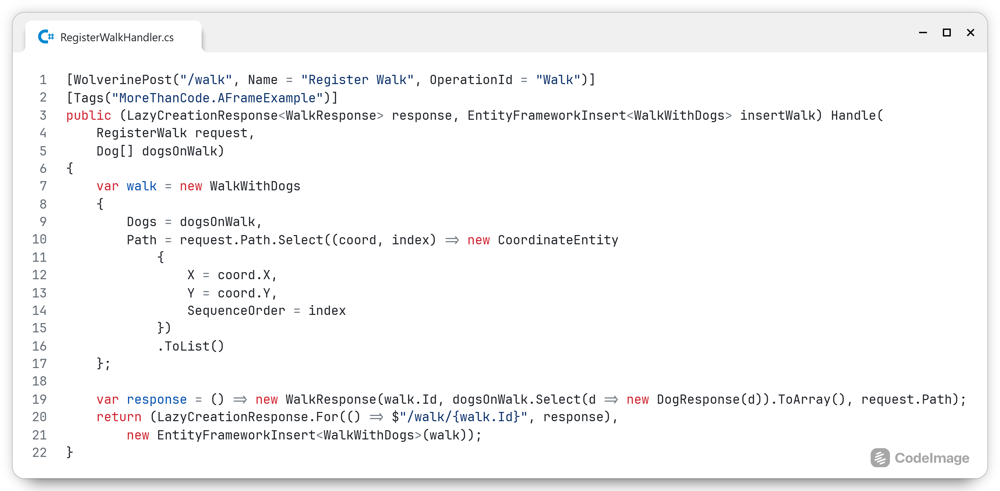 RegisterWalkHandler.cs
1 [WolverinePost("/walk", Name = "Register Walk", OperationId = "Walk")]
2 [Tags("MoreThanCode.AFrameExample")]
3 public (LazyCreationResponse<WalkResponse> response, EntityFrameworkInsert<WalkWithDogs> insertWalk) Handle(
4     RegisterWalk request,
5     Dog[] dogsOnWalk)
6 {
7     var walk = new WalkWithDogs
8     {
9         Dogs = dogsOnWalk,
10         Path = request.Path.Select((coord, index) => new CoordinateEntity
11             {
12                 X = coord.X,
13                 Y = coord.Y,
14                 SequenceOrder = index
15             })
16             .ToList()
17     };
18
19     var response = () => new WalkResponse(walk.Id, dogsOnWalk.Select(d => new DogResponse(d)).ToArray(), request.Path);
20     return (LazyCreationResponse.For(() => $"/walk/{walk.Id}", response),
21         new EntityFrameworkInsert<WalkWithDogs>(walk));
22 }
CodeImage